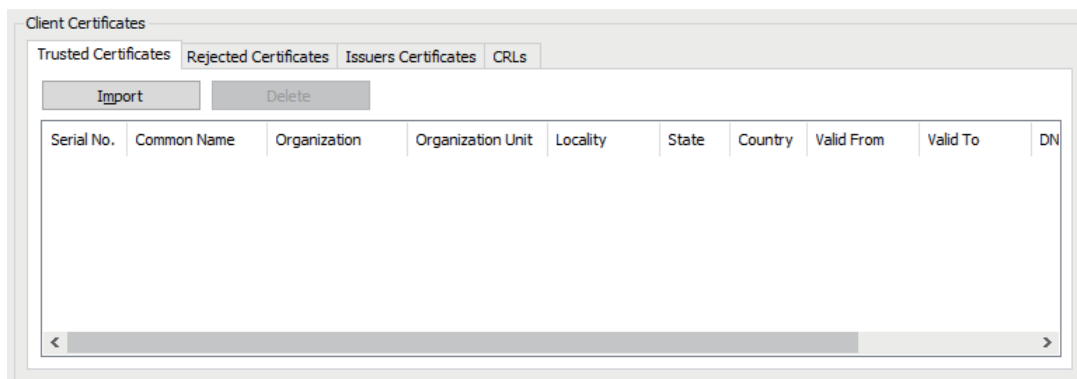 Client Certificates
Trusted Certificates Rejected Certificates Issuers Certificates CRLs
Import Delete
Serial No. Common Name Organization Organization Unit Locality State Country Valid From Valid To DN